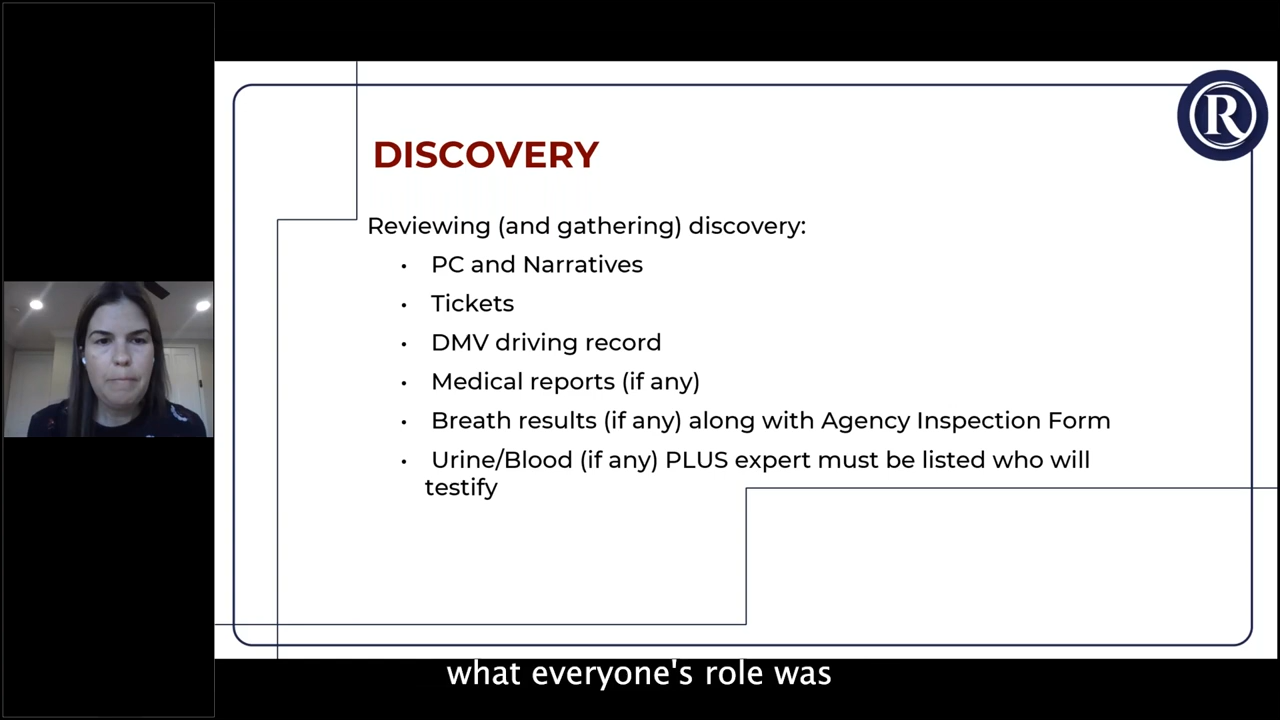 R
DISCOVERY
Reviewing (and gathering) discovery:
• PC and Narratives
• Tickets
• DMV driving record
• Medical reports (if any)
• Breath results (if any) along with Agency Inspection Form
• Urine/Blood (if any) PLUS expert must be listed who will
testify
what everyone's role was